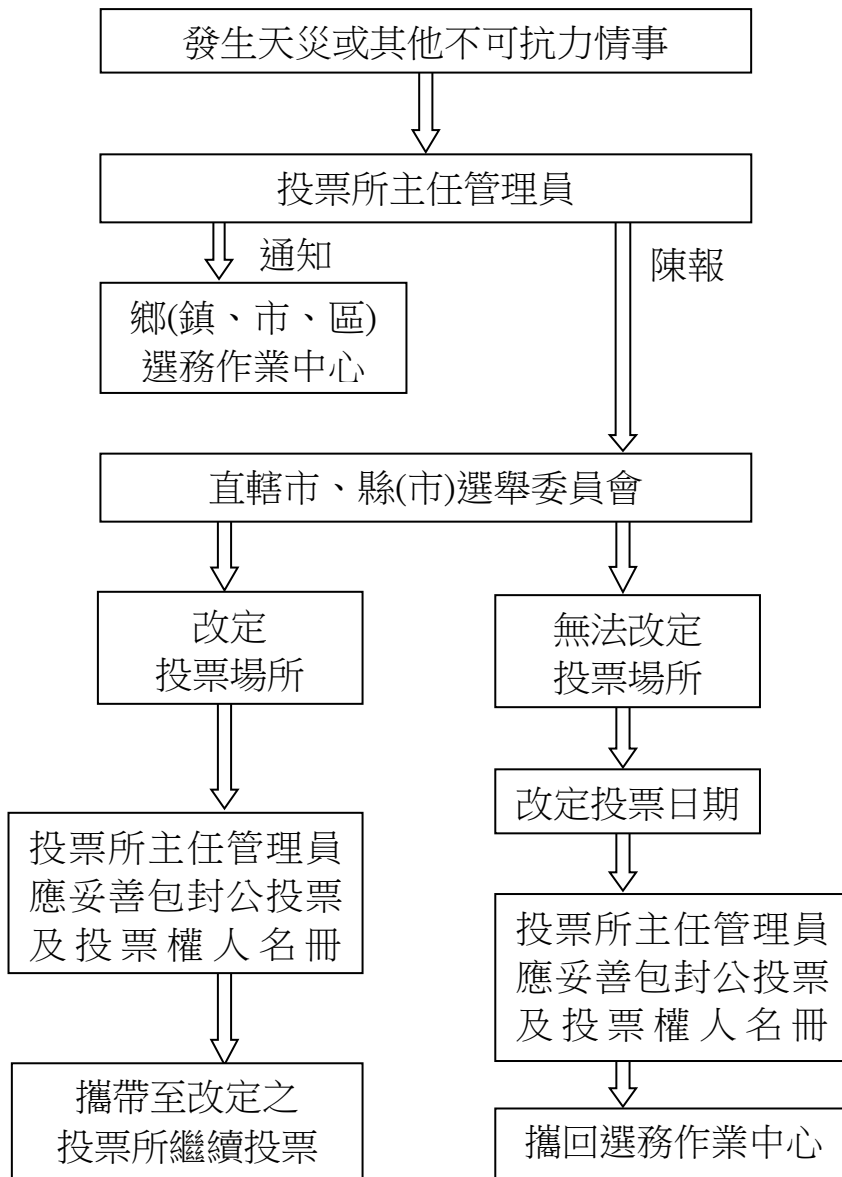 發生天災或其他不可抗力情事
投票所主任管理員
通知
陳報
鄉(鎮、市、區)
選務作業中心
直轄市、縣(市)選舉委員會
改定
投票場所
無法改定
投票場所
改定投票日期
投票所主任管理員
應妥善包封公投票
及投票權人名冊
投票所主任管理員
應妥善包封公投票
及投票權人名冊
攜帶至改定之
投票所繼續投票
攜回選務作業中心